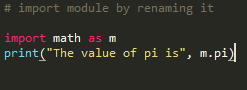 # import module by renaming it
import math as m
print("The value of pi is", m.pi)